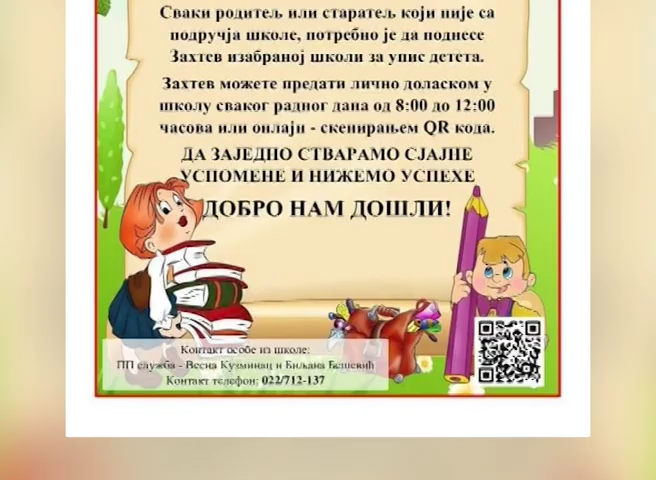 Сваки родитељ или старатељ који није са
подручја школе, потребно је да поднесе
Захтев изабраној школи за упис детета.
Захтев можете предати лично доласком у
школу сваког радног дана од 8:00 до 12:00
часова или онлајн - скенирањем QR кода.
ДА ЗАЈЕДНО СТВАРАМО СЈАЈНЕ
УСПОМЕНЕ И НИЖЕМО УСПЕХЕ
ДОБРО НАМ ДОШЛИ!
Контакт особе из школе:
ПП служба - Весна Кузминац и Биљана
Контакт телефон: 022/712-137